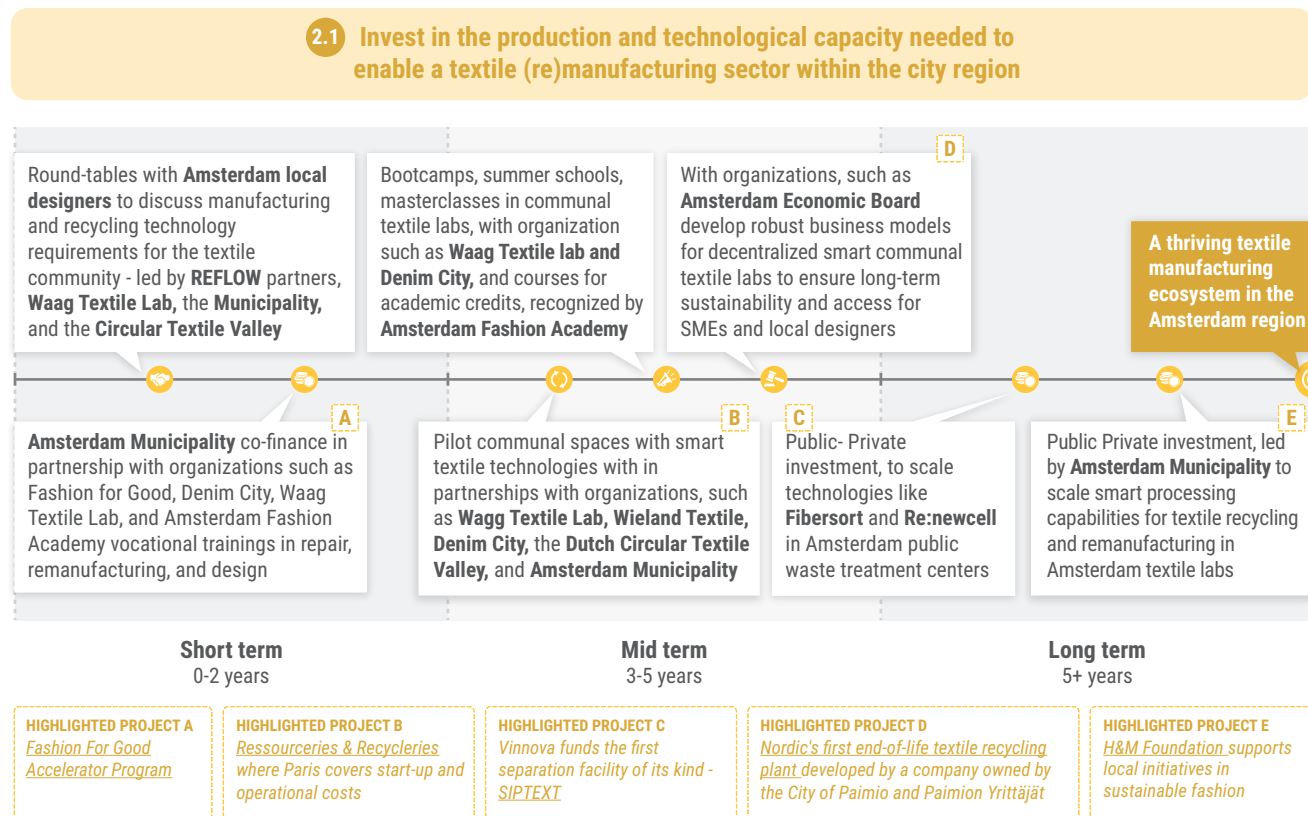 2.1 Invest in the production and technological capacity needed to
enable a textile (re)manufacturing sector within the city region
Round-tables with Amsterdam local
designers to discuss manufacturing
and recycling technology
requirements for the textile
community - led by REFLOW partners,
Waag Textile Lab, the Municipality,
and the Circular Textile Valley
Bootcamps, summer schools,
masterclasses in communal
textile labs, with organization
such as Waag Textile lab and
Denim City, and courses for
academic credits, recognized by
Amsterdam Fashion Academy
D
With organizations, such as
Amsterdam Economic Board
develop robust business models
for decentralized smart communal
textile labs to ensure long-term
sustainability and access for
SMEs and local designers
A thriving textile
manufacturing
ecosystem in the
Amsterdam region
A
Amsterdam Municipality co-finance in
partnership with organizations such as
Fashion for Good, Denim City, Waag
Textile Lab, and Amsterdam Fashion
Academy vocational trainings in repair,
remanufacturing, and design
B
Pilot communal spaces with smart
textile technologies with in
partnerships with organizations, such
as Wagg Textile Lab, Wieland Textile,
Denim City, the Dutch Circular Textile
Valley, and Amsterdam Municipality
C
Public- Private
investment, to scale
technologies like
Fibersort and Re:newcell
in Amsterdam public
waste treatment centers
E
Public Private investment, led
by Amsterdam Municipality to
scale smart processing
capabilities for textile recycling
and remanufacturing in
Amsterdam textile labs
Short term
0-2 years
Mid term
3-5 years
Long term
5+ years
HIGHLIGHTED PROJECT A
Fashion For Good
Accelerator Program
HIGHLIGHTED PROJECT B
Ressourceries & Recycleries
where Paris covers start-up and
operational costs
HIGHLIGHTED PROJECT C
Vinnova funds the first
separation facility of its kind -
SIPTEXT
HIGHLIGHTED PROJECT D
Nordic's first end-of-life textile recycling
plant developed by a company owned by
the City of Paimio and Paimion Yrittäjät
HIGHLIGHTED PROJECT E
H&M Foundation supports
local initiatives in
sustainable fashion